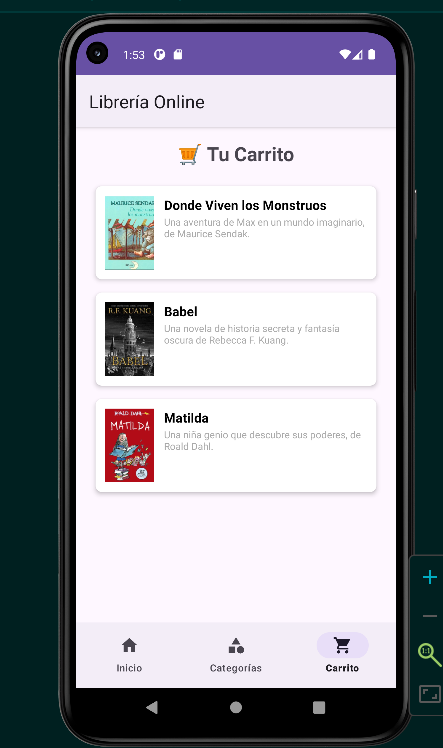 1:53
Librería Online
🛒 Tu Carrito
MAURICE SENDAK
Donde viven
Donde Viven los Monstruos
Una aventura de Max en un mundo imaginario,
de Maurice Sendak.
R.F. KUANG
BABEL
Babel
Una novela de historia secreta y fantasía
oscura de Rebecca F. Kuang.
ROALD DAHL
MATILDA
Matilda
Una niña genio que descubre sus poderes, de
Roald Dahl.
Inicio
Categorías
Carrito
1:1